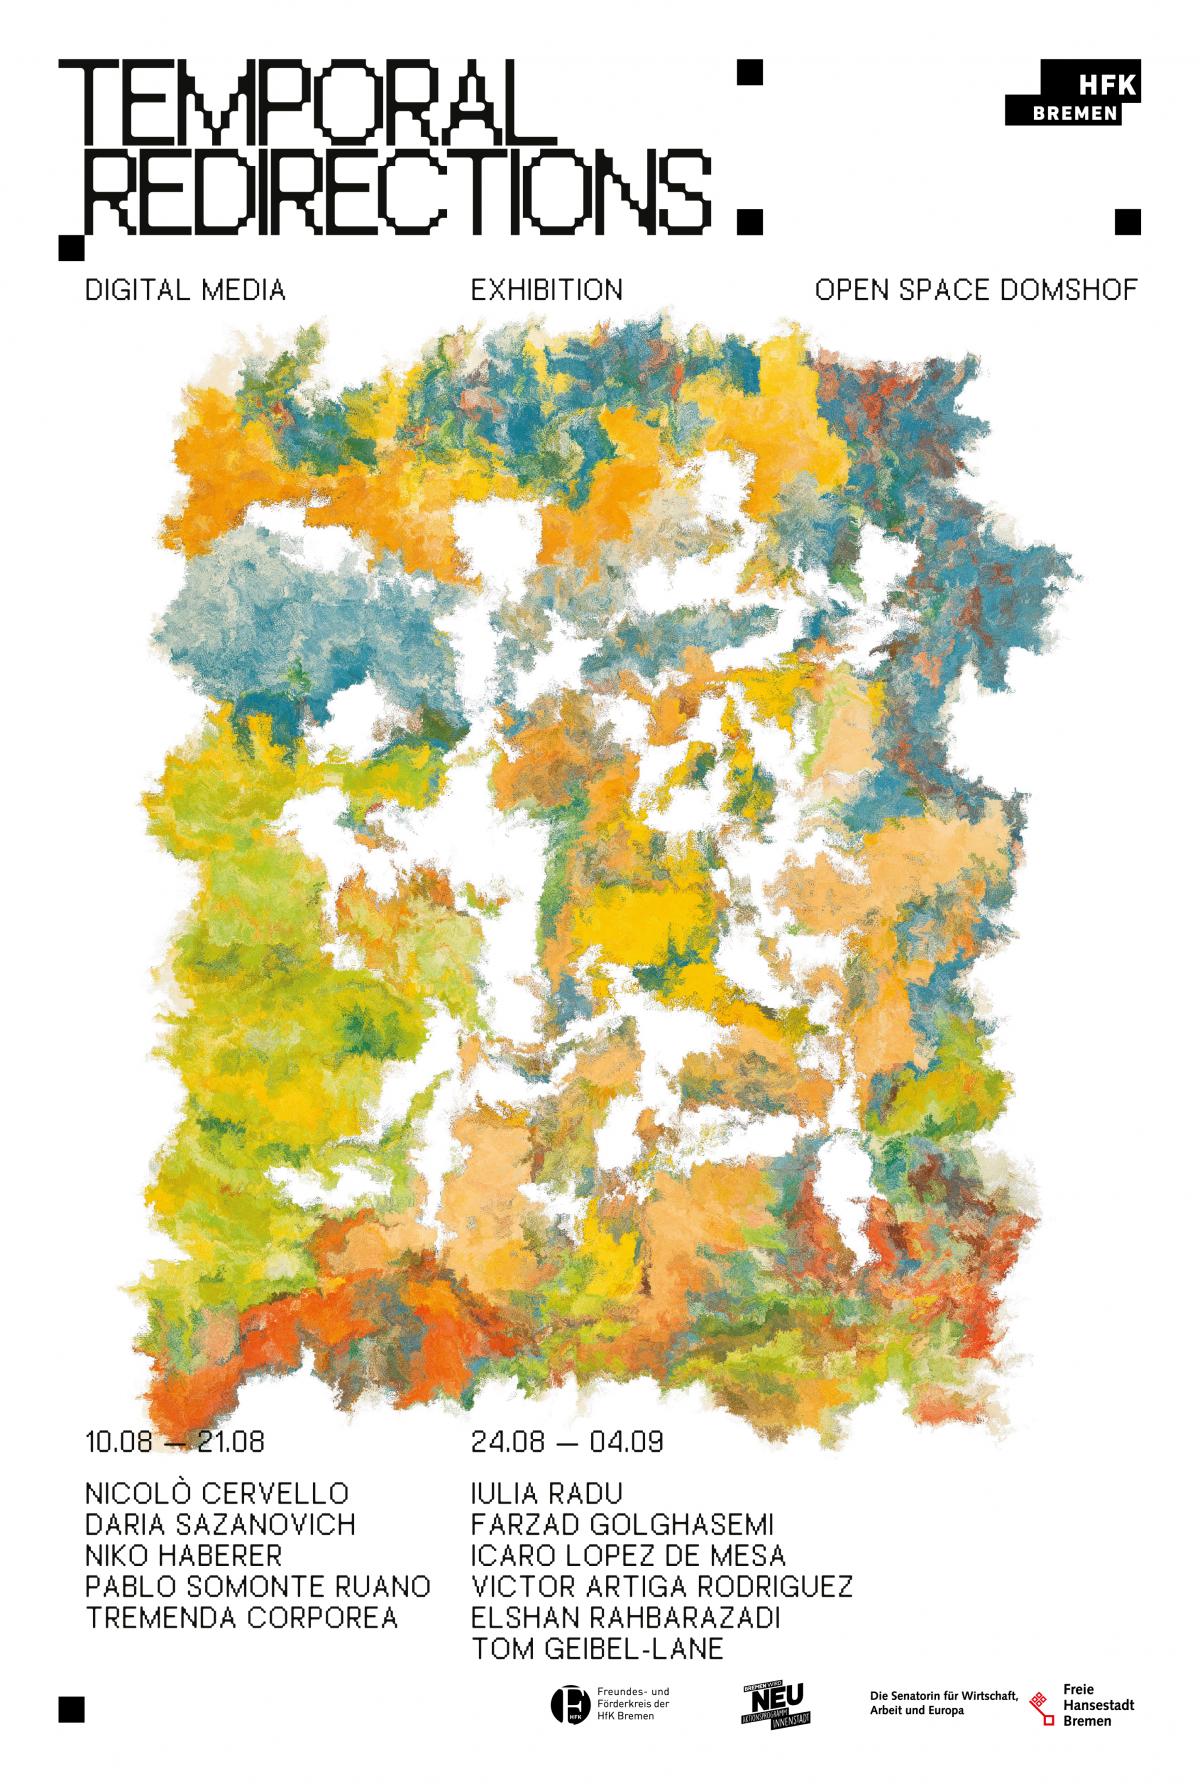 TEMPORAL
REDIRECTIONS
HFK
BREMEN
DIGITAL MEDIA
EXHIBITION
OPEN SPACE DOMSHOF
10.08 — 21.08
NICOLÒ CERVELLO
DARIA SAZANOVICH
NIKO HABERER
PABLO SOMONTE RUANO
TREMENDA CORPOREA
24.08 — 04.09
IULIA RADU
FARZAD GOLGHASEMI
ICARO LOPEZ DE MESA
VICTOR ARTIGA RODRIGUEZ
ELSHAN RAHBARAZADI
TOM GEIBEL-LANE
F
HFK
Freundes- und
Förderkreis der
HfK Bremen
BREMEN WIRD
NEU
AKTIONSPROGRAMM
INNENSTADT
Die Senatorin für Wirtschaft,
Arbeit und Europa
Freie
Hansestadt
Bremen